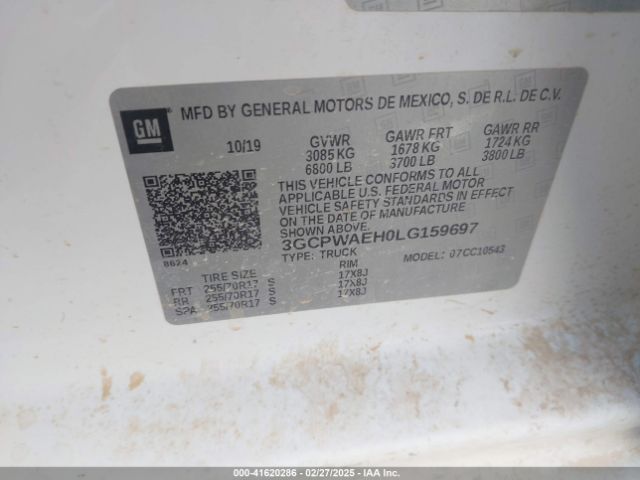 GM
MFD BY GENERAL MOTORS DE MEXICO, S. DE R.L. DE C.V.
10/19 GVWR GAWR FRT GAWR RR
3085 KG 1678 KG 1724 KG
6800 LB 3700 LB 3800 LB
THIS VEHICLE CONFORMS TO ALL
APPLICABLE U.S. FEDERAL MOTOR
VEHICLE SAFETY STANDARDS IN EFFECT
ON THE DATE OF MANUFACTURE
SHOWN ABOVE.
3GCPWAEH0LG159697
8624 TYPE: TRUCK MODEL: 07CC10543
TIRE SIZE RIM
FRT 255/70R17 S 17X8J
RR 255/70R17 S 17X8J
SPA 255/70R17 S 17X8J
000-41620286 - 02/27/2025 - IAAI.COM